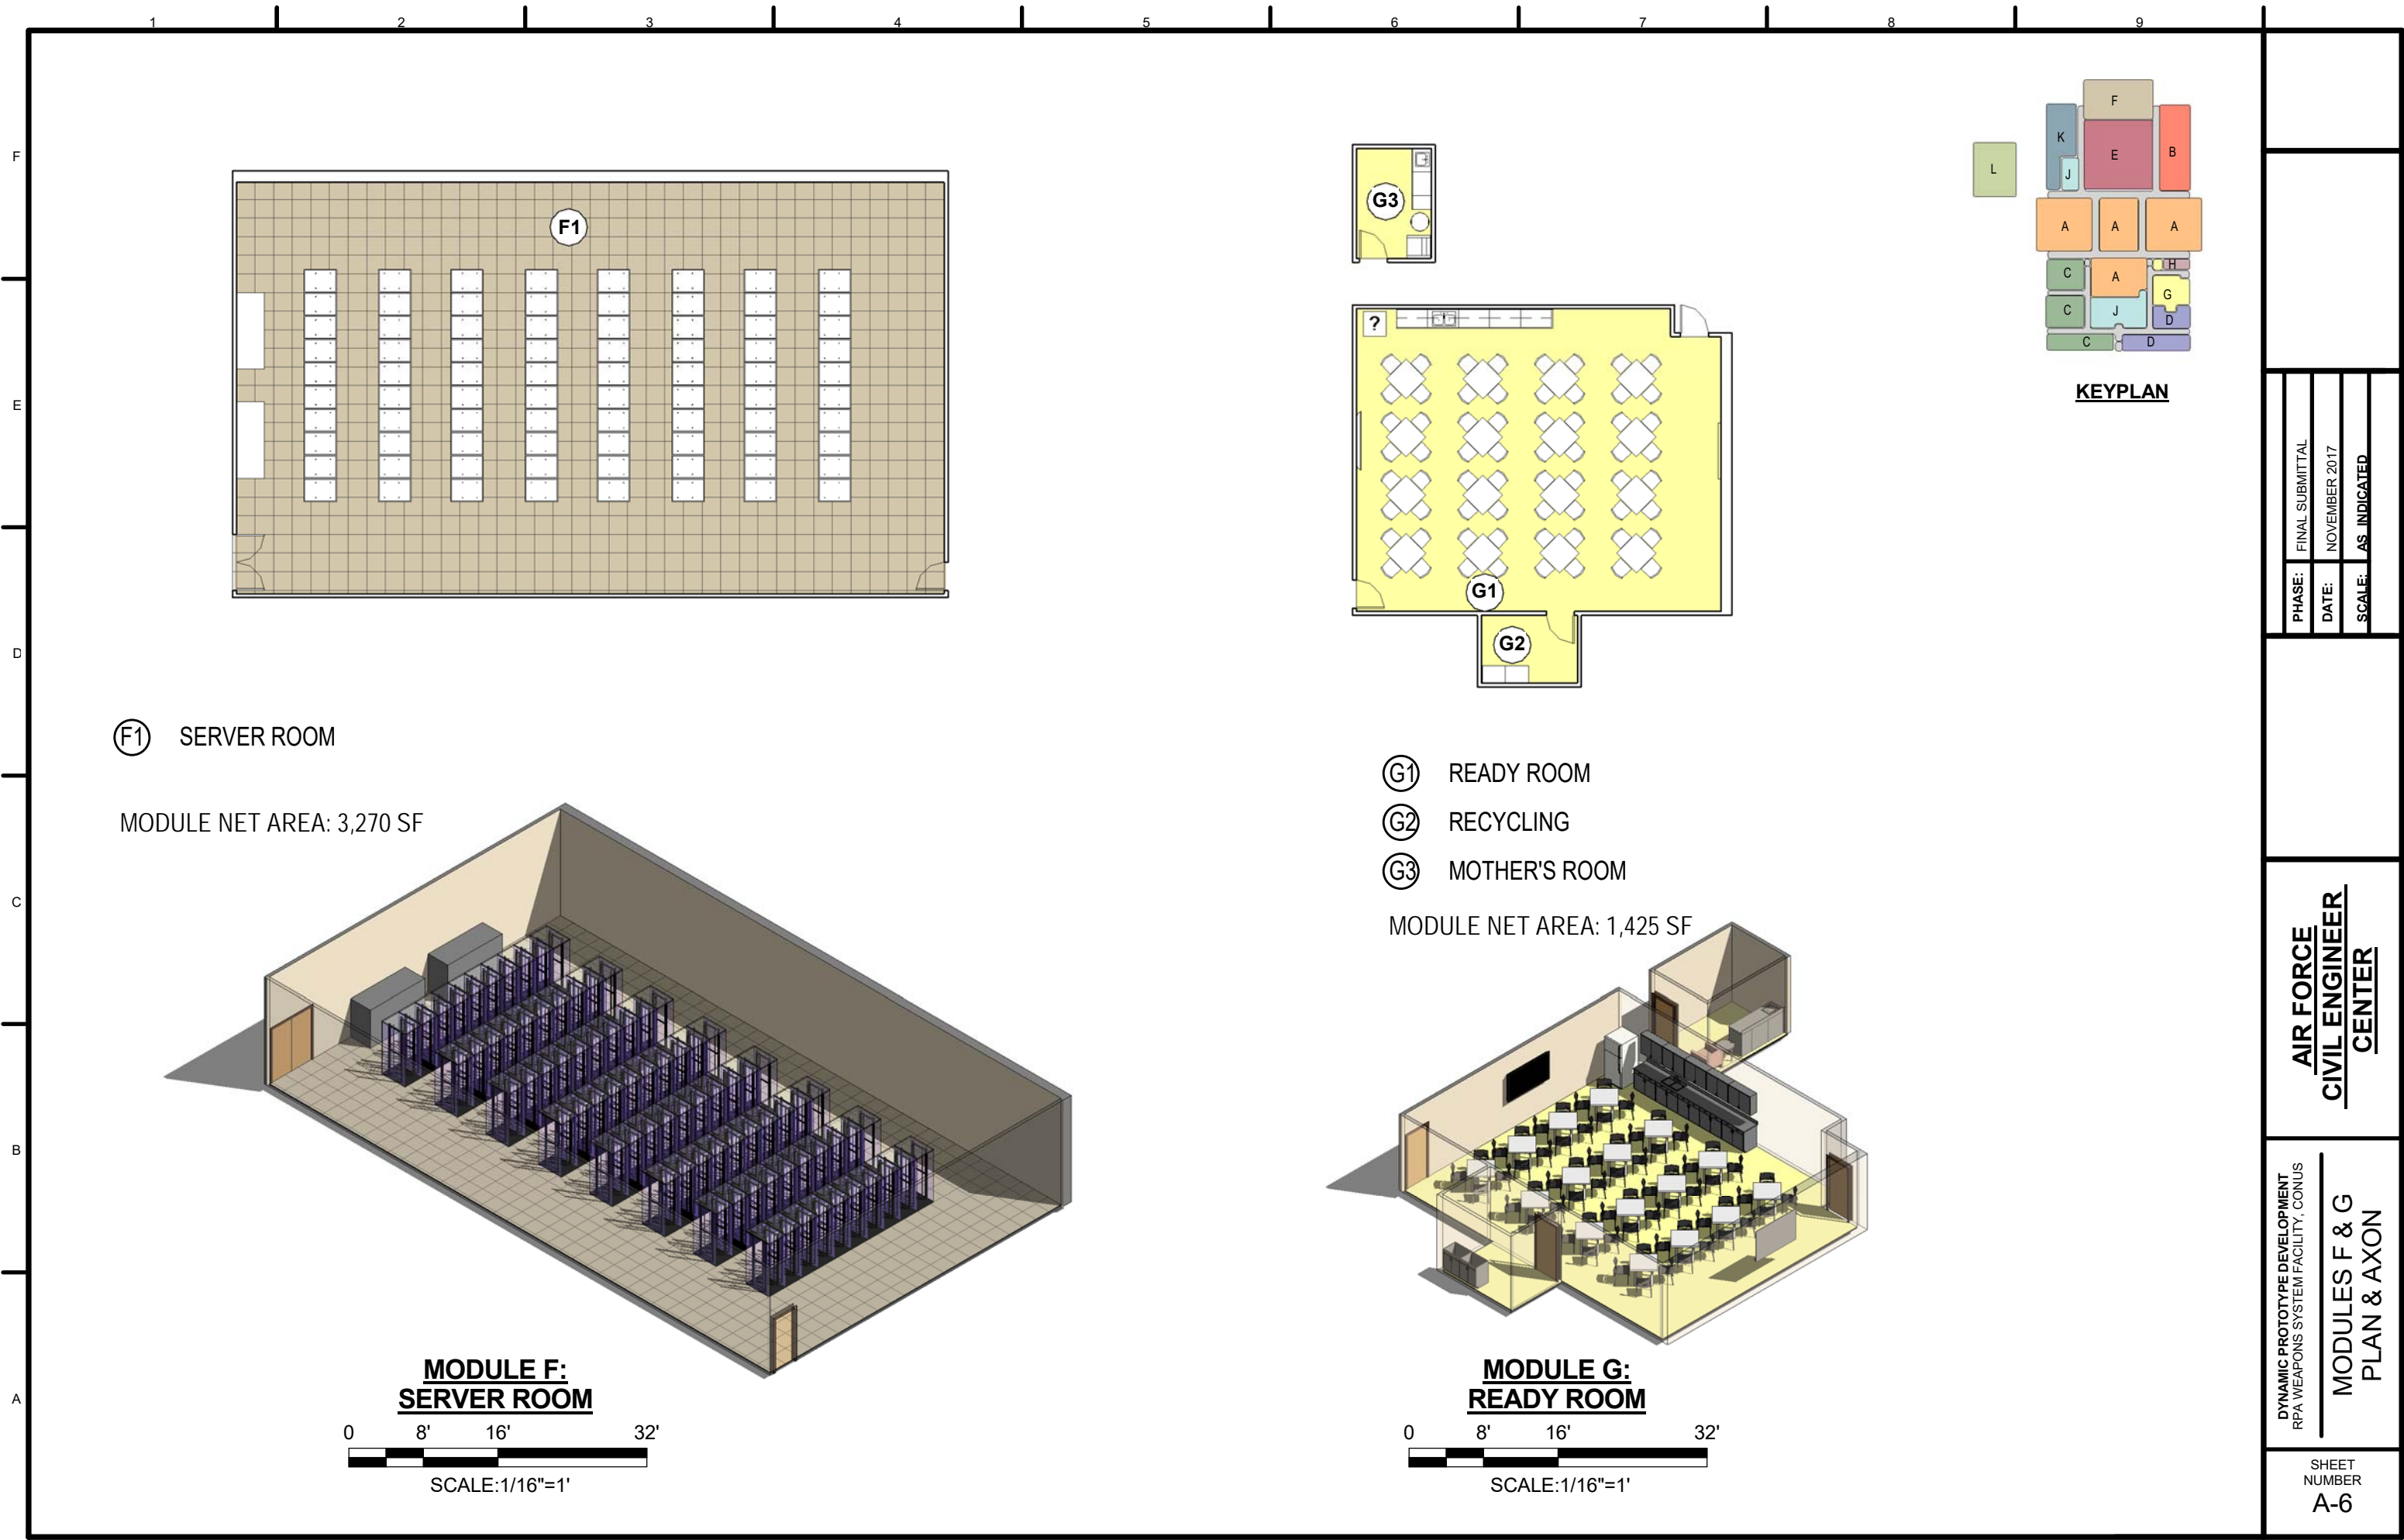 1 2 3 4 5 6 7 8 9
F
E
D
C
B
A
F1
G3
?
G1
G2
F
K
E
B
J
L
A A A
C
A
H
G
C
J
D
C
D
KEYPLAN
F1 SERVER ROOM
MODULE NET AREA: 3,270 SF
G1 READY ROOM
G2 RECYCLING
G3 MOTHER'S ROOM
MODULE NET AREA: 1,425 SF
MODULE F:
SERVER ROOM
0 8' 16' 32'
SCALE:1/16"=1'
MODULE G:
READY ROOM
0 8' 16' 32'
SCALE:1/16"=1'
PHASE: FINAL SUBMITTAL
DATE: NOVEMBER 2017
SCALE: AS INDICATED
AIR FORCE
CIVIL ENGINEER
CENTER
DYNAMIC PROTOTYPE DEVELOPMENT
RPA WEAPONS SYSTEM FACILITY, CONUS
MODULES F & G
PLAN & AXON
SHEET
NUMBER
A-6